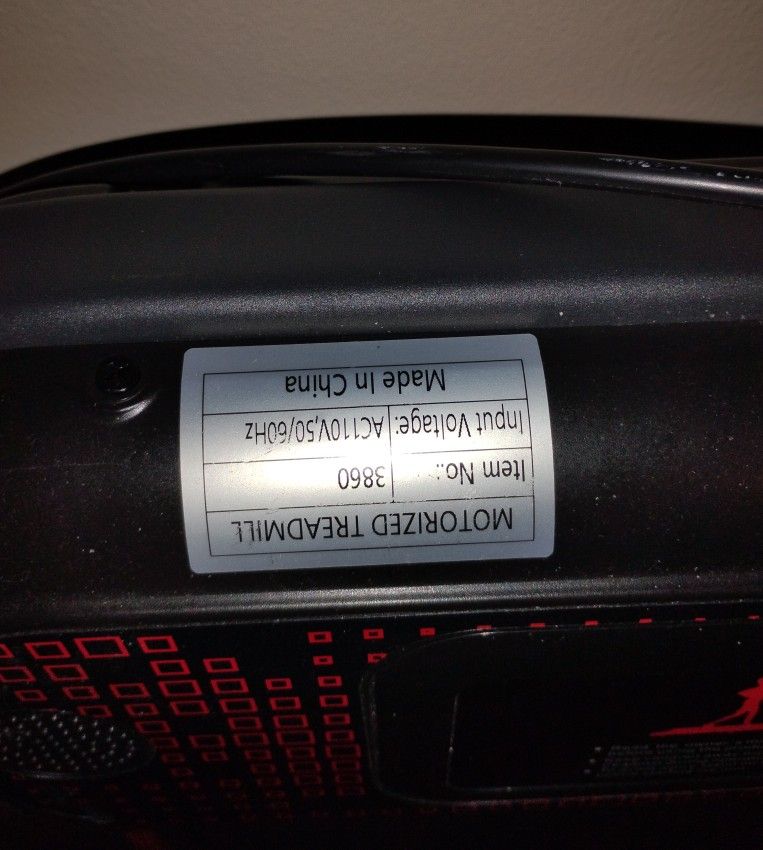 MOTORIZED TREADMILL
Item No.: 3860
Input Voltage: AC110V,50/60Hz
Made In China